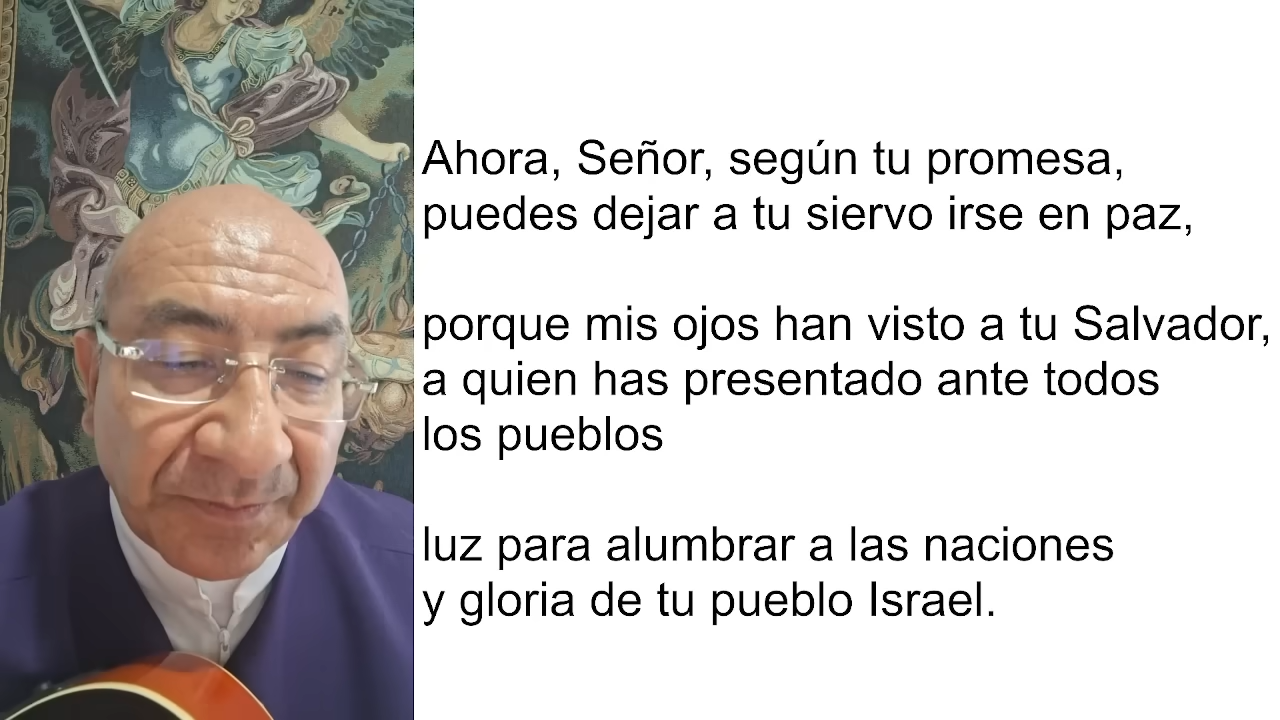 Ahora, Señor, según tu promesa,
puedes dejar a tu siervo irse en paz,
porque mis ojos han visto a tu Salvador,
a quien has presentado ante todos
los pueblos
luz para alumbrar a las naciones
y gloria de tu pueblo Israel.